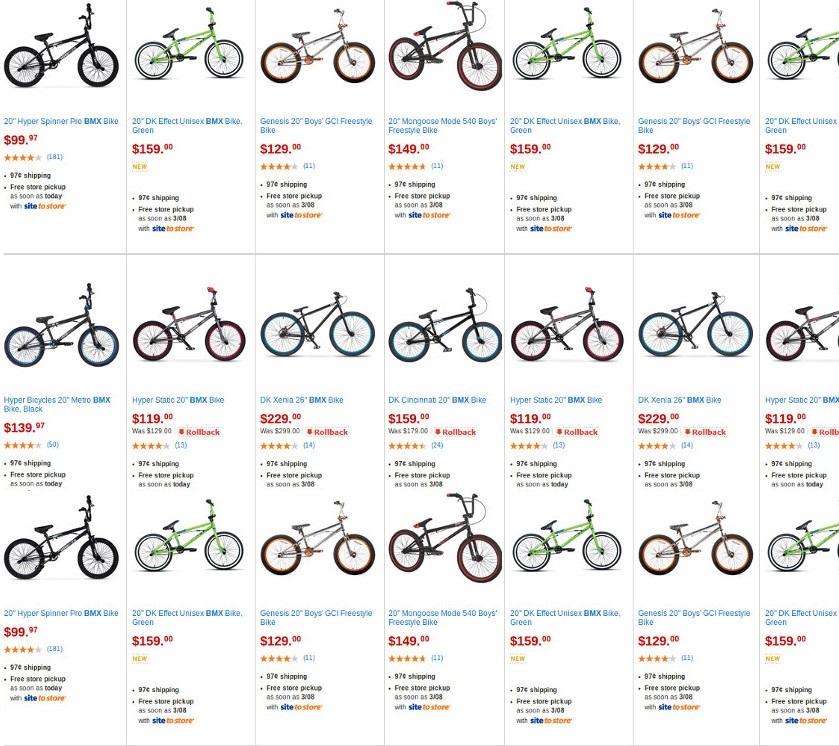 20" Hyper Spinner Pro BMX Bike
$99.97
(181)
• 97¢ shipping
• Free store pickup
as soon as today
with site to store
20" DK Effect Unisex BMX Bike,
Green
$159.00
NEW
• 97¢ shipping
• Free store pickup
as soon as 3/08
with site to store
Genesis 20" Boys' GCI Freestyle
Bike
$129.00
(11)
• 97¢ shipping
• Free store pickup
as soon as 3/08
with site to store
20" Mongoose Mode 540 Boys'
Freestyle Bike
$149.00
(11)
• 97¢ shipping
• Free store pickup
as soon as 3/08
with site to store
20" DK Effect Unisex BMX Bike,
Green
$159.00
NEW
• 97¢ shipping
• Free store pickup
as soon as 3/08
with site to store
Genesis 20" Boys' GCI Freestyle
Bike
$129.00
(11)
• 97¢ shipping
• Free store pickup
as soon as 3/08
with site to store
20" DK Effect Unise
Green
$159.00
NEW
• 97¢ shipping
• Free store pickup
as soon as 3/08
with site to store
Hyper Bicycles 20" Metro BMX
Bike, Black
$139.97
(50)
• 97¢ shipping
• Free store pickup
as soon as today
Hyper Static 20" BMX Bike
$119.00
Was $129.00 Rollback
(13)
• 97¢ shipping
• Free store pickup
as soon as today
DK Xenia 26" BMX Bike
$229.00
Was $299.00 Rollback
(14)
• 97¢ shipping
• Free store pickup
as soon as 3/08
DK Cincinnati 20" BMX Bike
$159.00
Was $179.00 Rollback
(24)
• 97¢ shipping
• Free store pickup
as soon as 3/08
Hyper Static 20" BMX Bike
$119.00
Was $129.00 Rollback
(13)
• 97¢ shipping
• Free store pickup
as soon as today
DK Xenia 26" BMX Bike
$229.00
Was $299.00 Rollback
(14)
• 97¢ shipping
• Free store pickup
as soon as 3/08
Hyper Static 20" BM
$119.00
Was $129.00 Rollb
(13)
• 97¢ shipping
• Free store pickup
as soon as today
20" Hyper Spinner Pro BMX Bike
$99.97
(181)
• 97¢ shipping
• Free store pickup
as soon as today
with site to store
20" DK Effect Unisex BMX Bike,
Green
$159.00
NEW
• 97¢ shipping
• Free store pickup
as soon as 3/08
with site to store
Genesis 20" Boys' GCI Freestyle
Bike
$129.00
(11)
• 97¢ shipping
• Free store pickup
as soon as 3/08
with site to store
20" Mongoose Mode 540 Boys'
Freestyle Bike
$149.00
(11)
• 97¢ shipping
• Free store pickup
as soon as 3/08
with site to store
20" DK Effect Unisex BMX Bike,
Green
$159.00
NEW
• 97¢ shipping
• Free store pickup
as soon as 3/08
with site to store
Genesis 20" Boys' GCI Freestyle
Bike
$129.00
(11)
• 97¢ shipping
• Free store pickup
as soon as 3/08
with site to store
20" DK Effect Unise
Green
$159.00
NEW
• 97¢ shipping
• Free store pickup
as soon as 3/08
with site to store